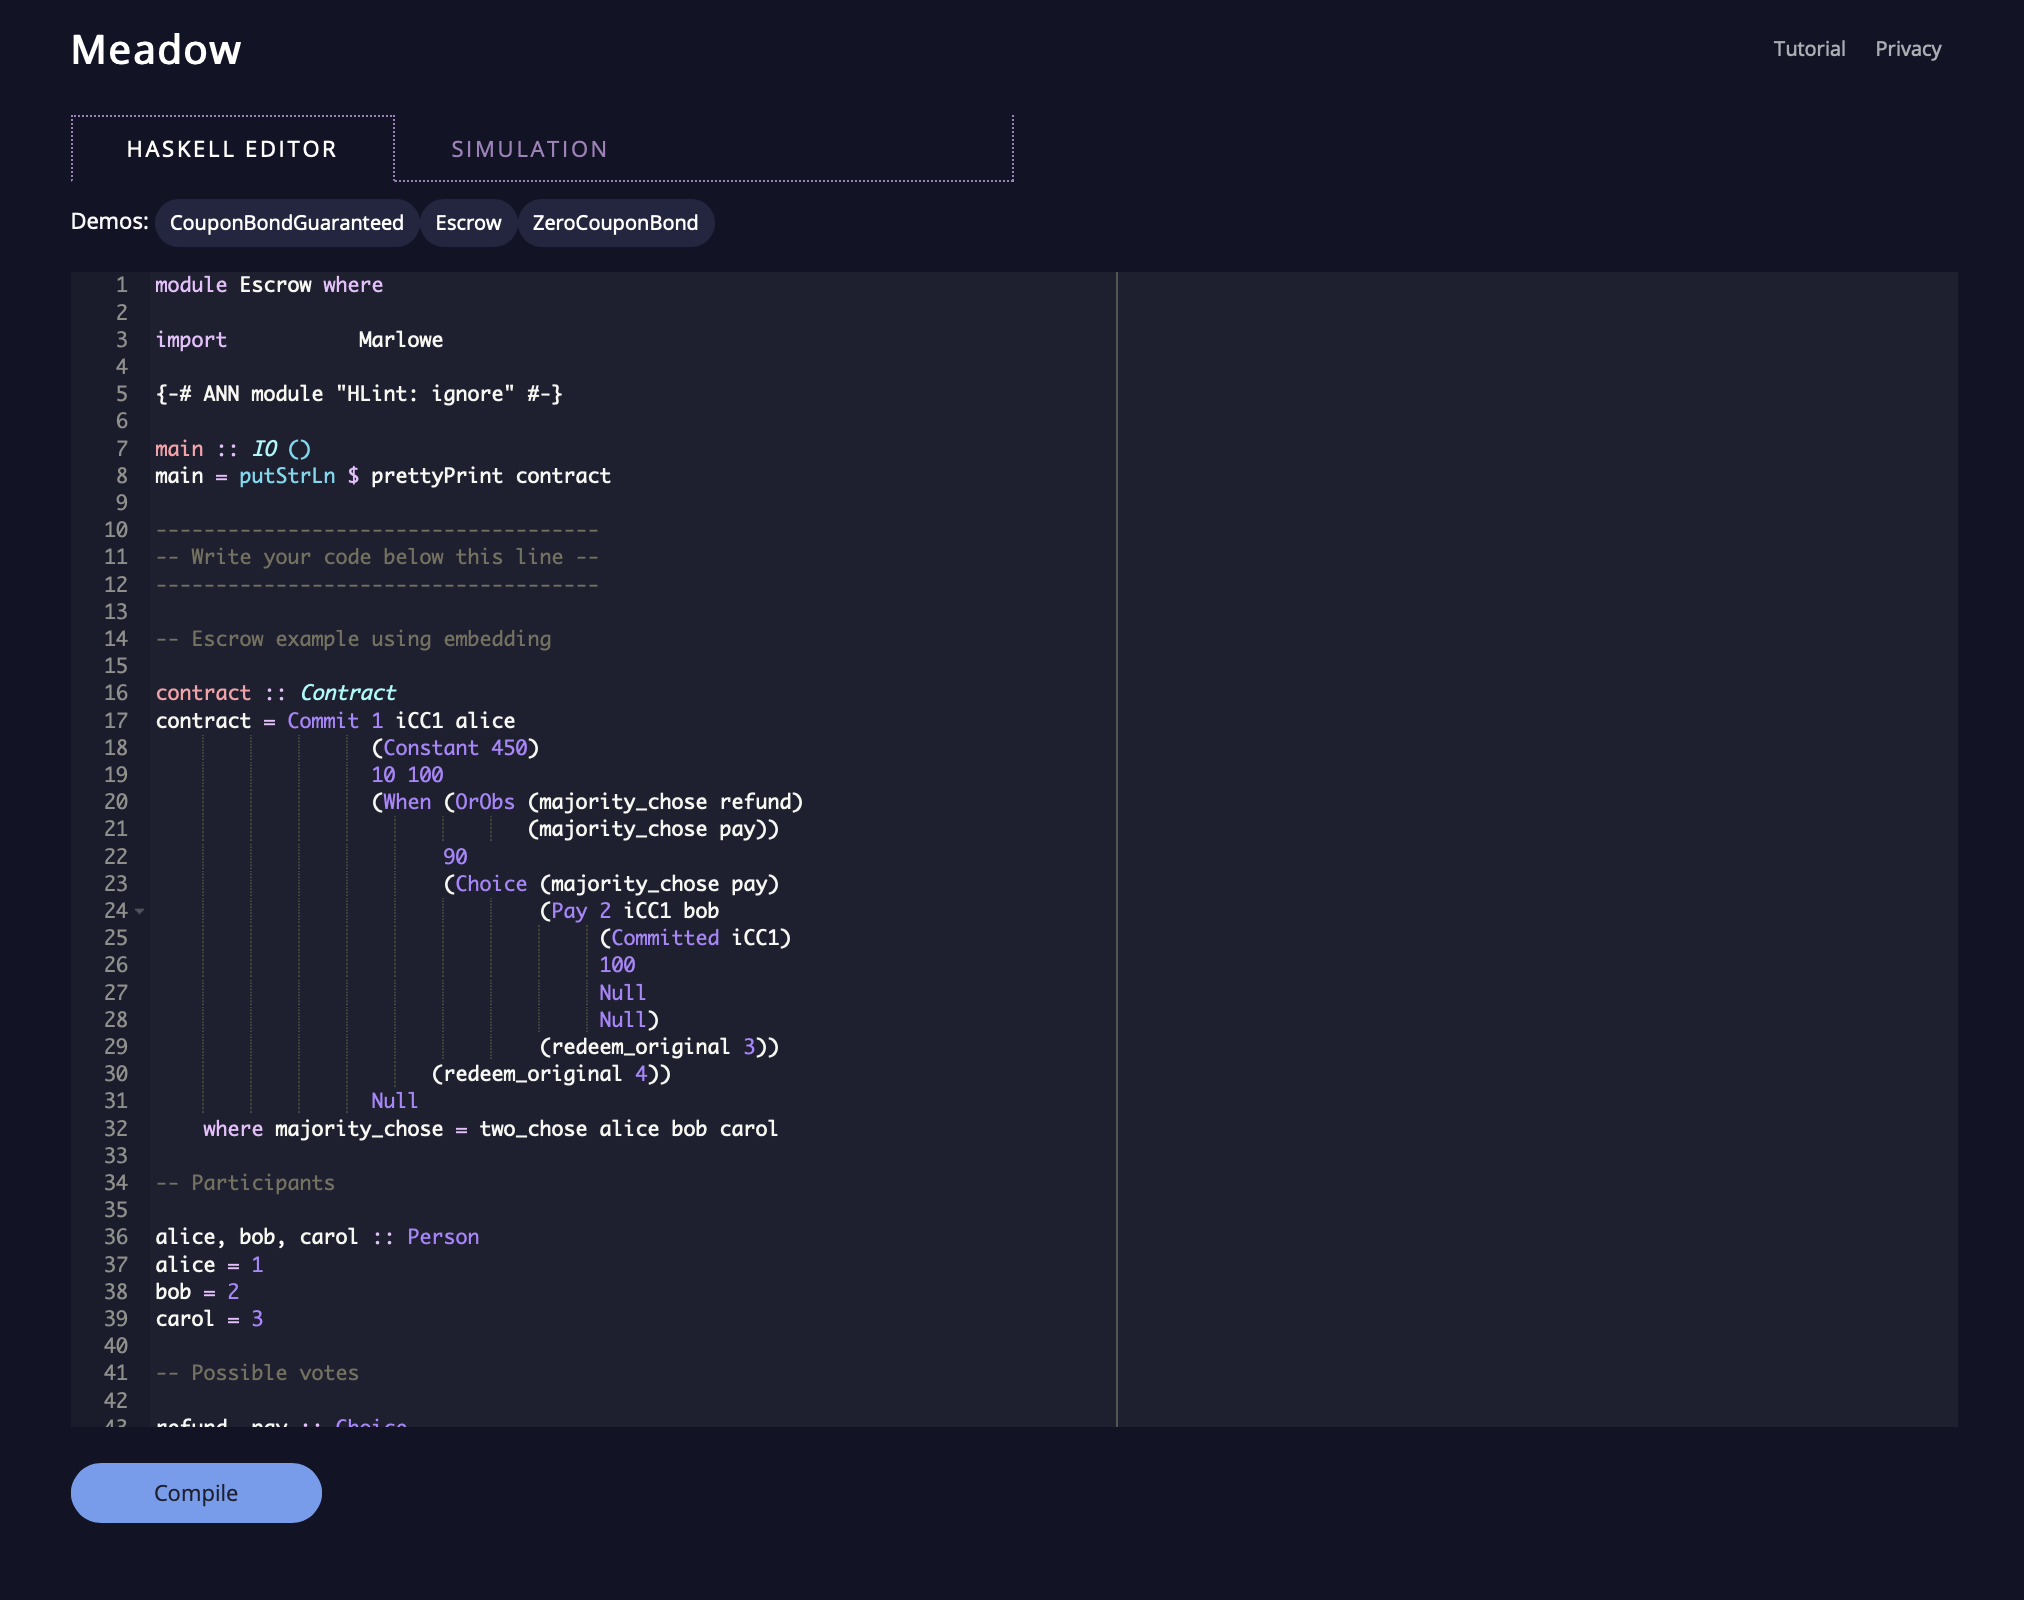 Meadow
Tutorial Privacy
HASKELL EDITOR SIMULATION
Demos: CouponBondGuaranteed Escrow ZeroCouponBond
1 module Escrow where
2
3 import           Marlowe
4
5 {-# ANN module "HLint: ignore" #-}
6
7 main :: IO ()
8 main = putStrLn $ prettyPrint contract
9
10 -------------------------------------
11 -- Write your code below this line --
12 -------------------------------------
13
14 -- Escrow example using embedding
15
16 contract :: Contract
17 contract = Commit 1 iCC1 alice
18                   (Constant 450)
19                   10 100
20                   (When (OrObs (majority_chose refund)
21                                (majority_chose pay))
22                         90
23                         (Choice (majority_chose pay)
24                                 (Pay 2 iCC1 bob
25                                      (Committed iCC1)
26                                      100
27                                      Null
28                                      Null)
29                                 (redeem_original 3))
30                        (redeem_original 4))
31                   Null
32     where majority_chose = two_chose alice bob carol
33
34 -- Participants
35
36 alice, bob, carol :: Person
37 alice = 1
38 bob = 2
39 carol = 3
40
41 -- Possible votes
42
43 refund, pay :: Choice
Compile